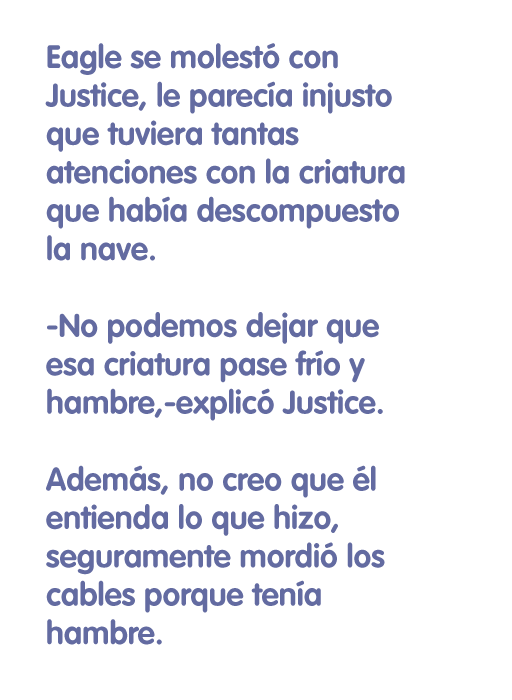 Eagle se molestó con
Justice, le parecía injusto
que tuviera tantas
atenciones con la criatura
que había descompuesto
la nave.
-No podemos dejar que
esa criatura pase frío y
hambre,-explicó Justice.
Además, no creo que él
entienda lo que hizo,
seguramente mordió los
cables porque tenía
hambre.